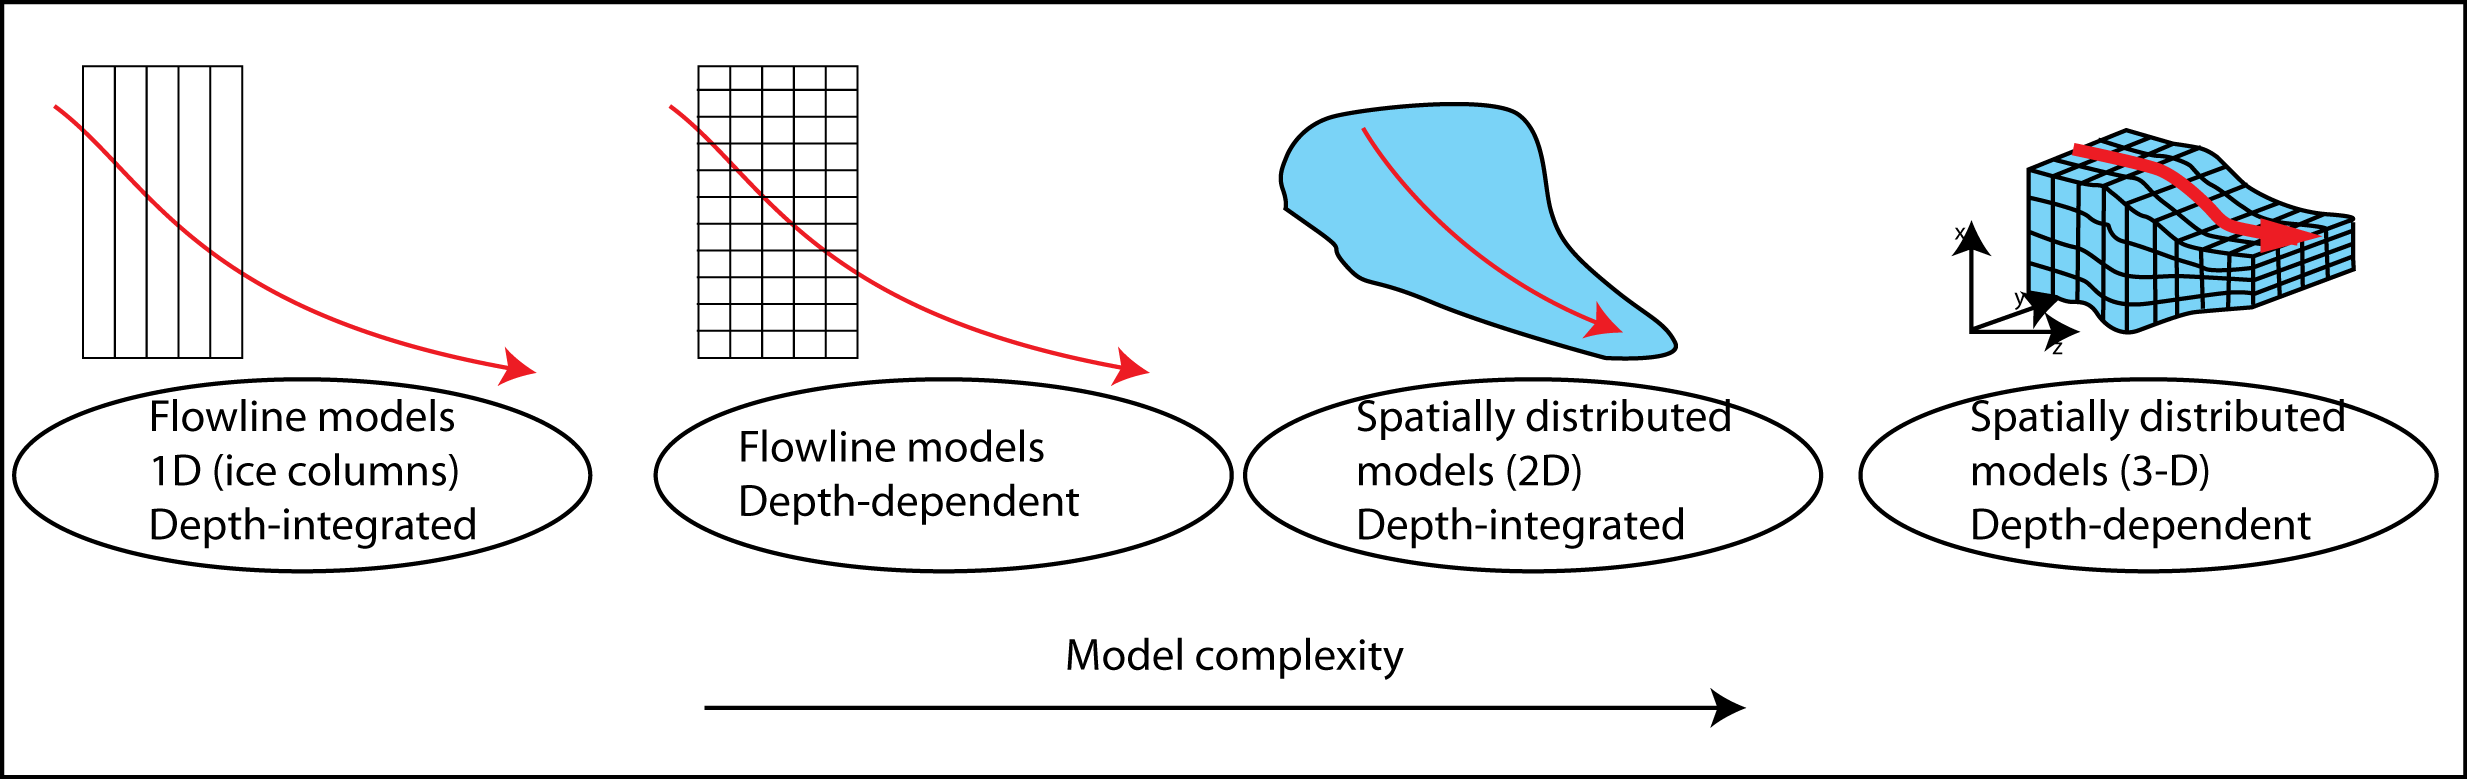 Flowline models
1D (ice columns)
Depth-integrated
Flowline models
Depth-dependent
Spatially distributed
models (2D)
Depth-integrated
x
y
z
Spatially distributed
models (3-D)
Depth-dependent
Model complexity